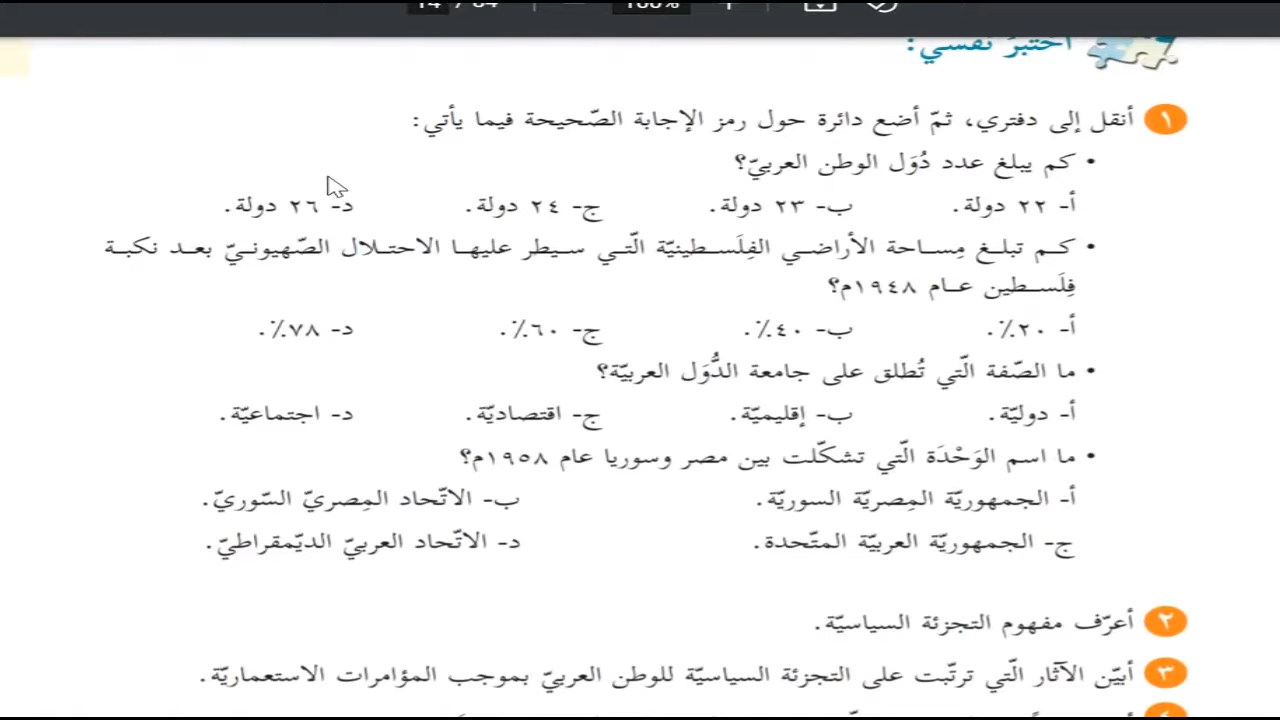 14 / 64
100%
أختبرُ نفسي:
١ أنقل إلى دفتري، ثمّ أضع دائرة حول رمز الإجابة الصّحيحة فيما يأتي:
• كم يبلغ عدد دُوَل الوطن العربيّ؟
أ- ٢٢ دولة. ب- ٢٣ دولة. ج- ٢٤ دولة. د- ٢٦ دولة.
• كم تبلغ مِساحة الأراضي الفِلَسطينيّة الّتي سيطر عليها الاحتلال الصّهيونيّ بعد نكبة
فِلَسطين عام ١٩٤٨م؟
أ- ٢٠٪. ب- ٤٠٪. ج- ٦٠٪. د- ٧٨٪.
• ما الصّفة الّتي تُطلق على جامعة الدُّوَل العربيّة؟
أ- دوليّة. ب- إقليميّة. ج- اقتصاديّة. د- اجتماعيّة.
• ما اسم الوَحْدَة الّتي تشكّلت بين مصر وسوريا عام ١٩٥٨م؟
أ- الجمهوريّة المِصريّة السوريّة. ب- الاتّحاد المِصريّ السّوريّ.
ج- الجمهوريّة العربيّة المتّحدة. د- الاتّحاد العربيّ الديّمقراطيّ.
٢ أعرّف مفهوم التجزئة السياسيّة.
٣ أبيّن الآثار الّتي ترتّبت على التجزئة السياسيّة للوطن العربيّ بموجب المؤامرات الاستعماريّة.